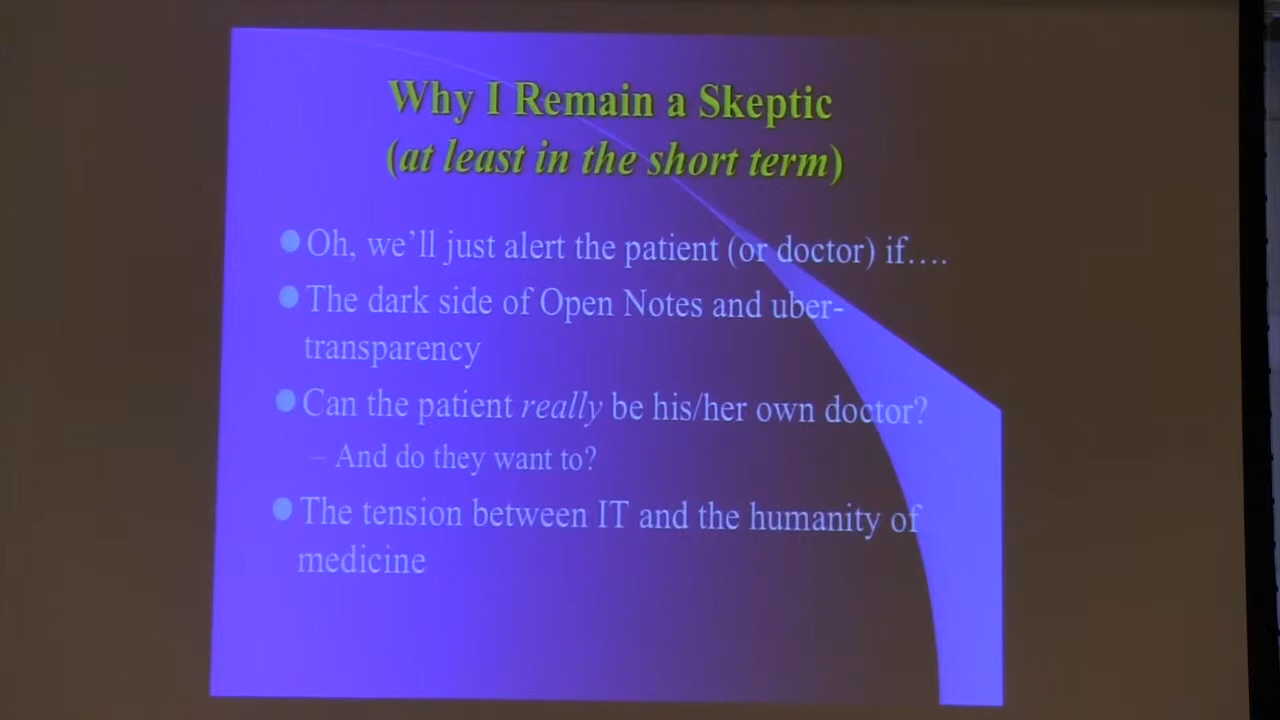 Why I Remain a Skeptic
(at least in the short term)
Oh, we'll just alert the patient (or doctor) if….
The dark side of Open Notes and uber-
transparency
Can the patient really be his/her own doctor?
– And do they want to?
The tension between IT and the humanity of
medicine